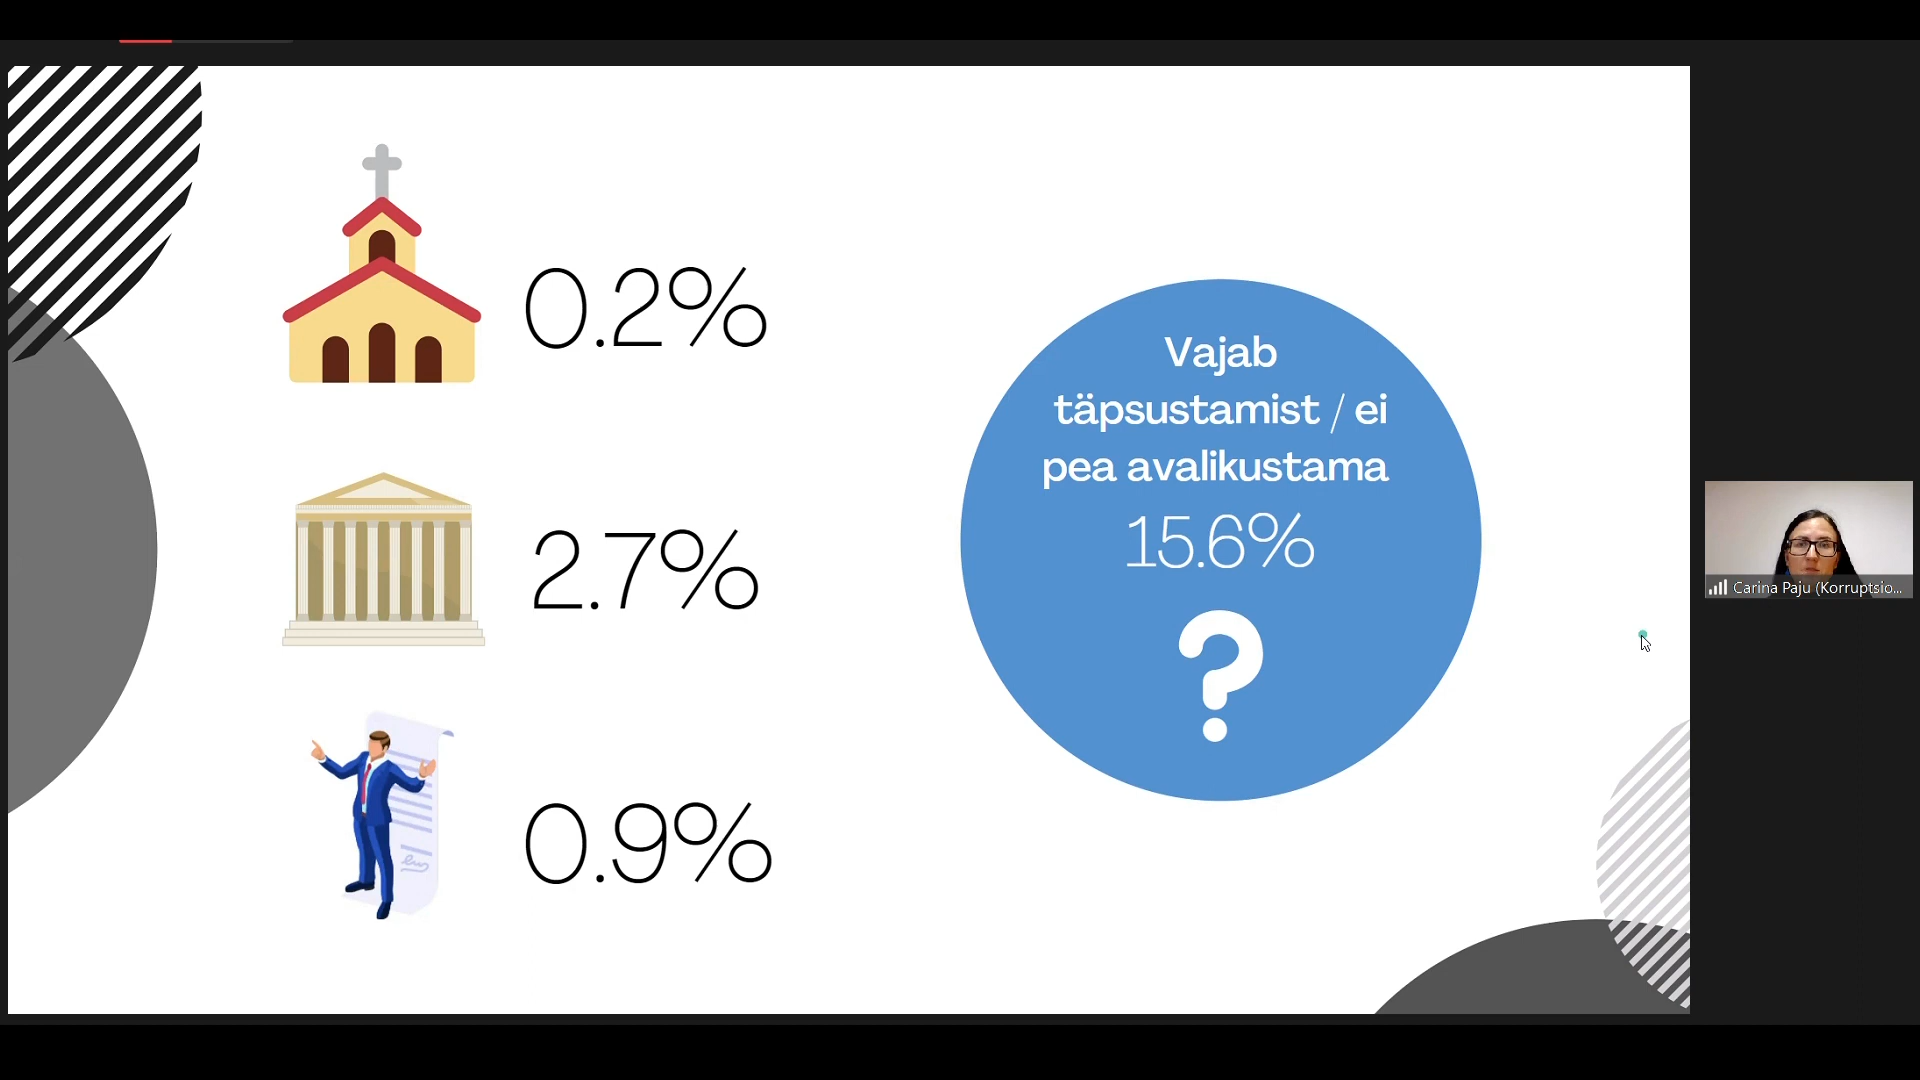 0.2%
2.7%
0.9%
Vajab
täpsustamist / ei
pea avalikustama
15.6%
?
Carina Paju (Korruptsio...